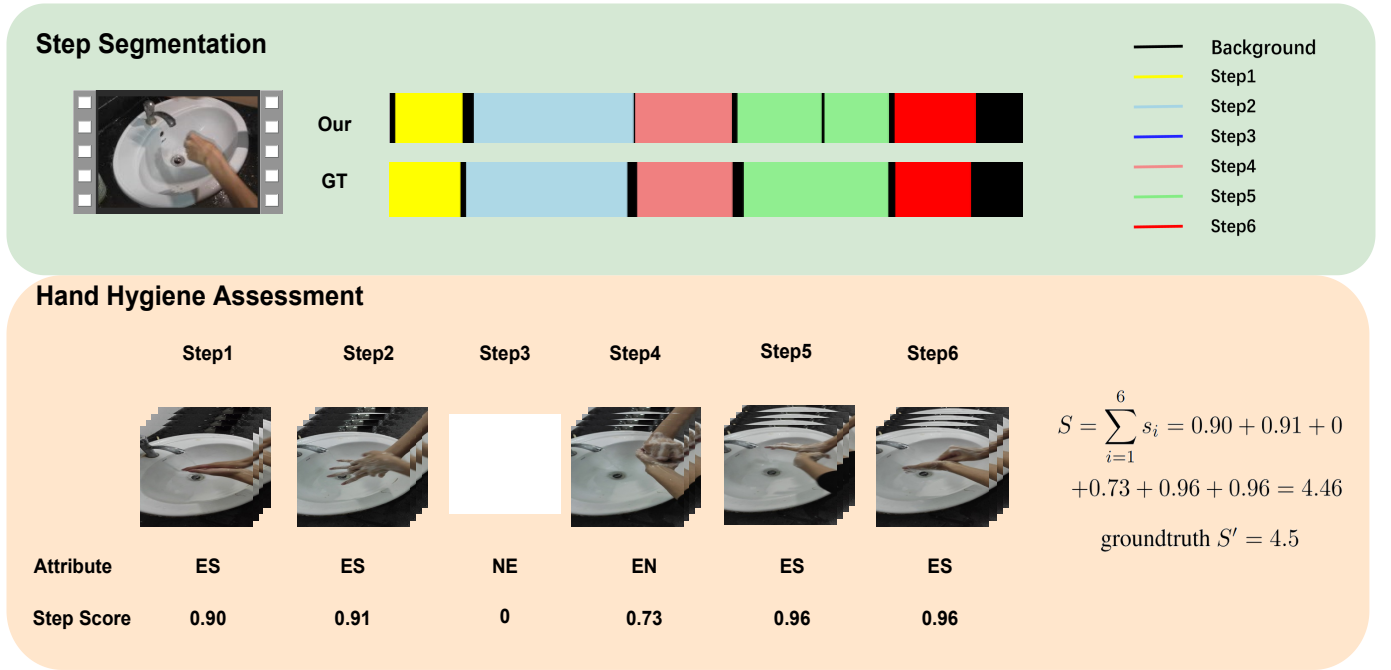 Step Segmentation
Our
GT
Background
Step1
Step2
Step3
Step4
Step5
Step6
Hand Hygiene Assessment
Step1 Step2 Step3 Step4 Step5 Step6
Attribute ES ES NE EN ES ES
Step Score 0.90 0.91 0 0.73 0.96 0.96
S = ∑_{i=1}^{6} s_i = 0.90 + 0.91 + 0
+0.73 + 0.96 + 0.96 = 4.46
groundtruth S′ = 4.5